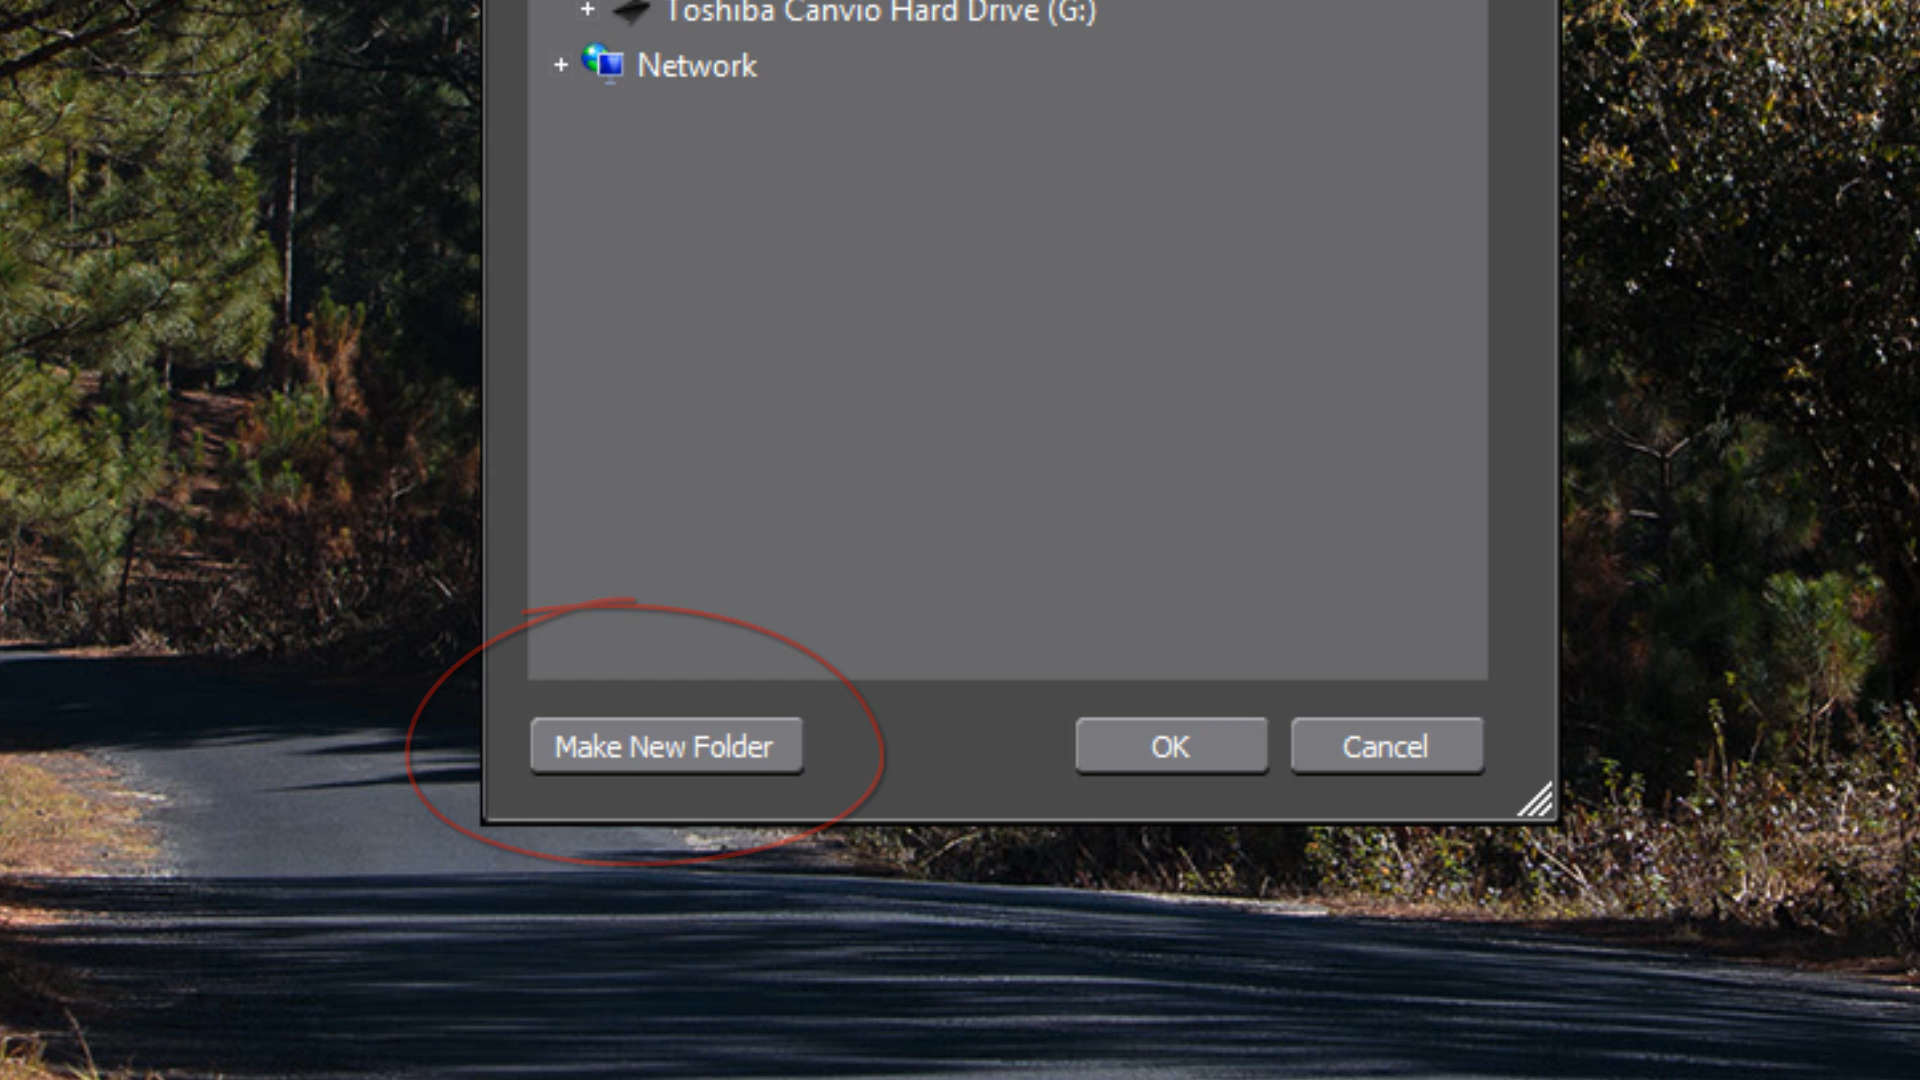 + Toshiba Canvio Hard Drive (G:)
+ Network
Make New Folder
OK
Cancel